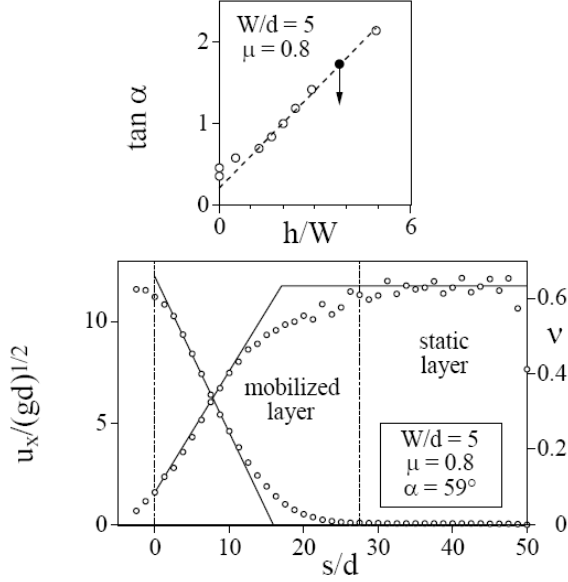 W/d = 5
μ = 0.8
2
1
0
tan α
0
6
h/W
10
5
0
u_x/(gd)^{1/2}
0.6
0.4
0.2
0
ν
mobilized
layer
static
layer
W/d = 5
μ = 0.8
α = 59°
0
10
20
30
40
50
s/d